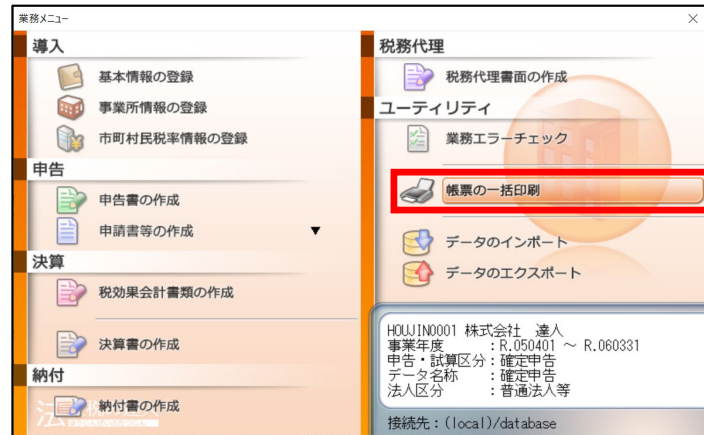 業務メニュー
導入
基本情報の登録
事業所情報の登録
市町村民税率情報の登録
申告
申告書の作成
申請書等の作成 ▼
決算
税効果会計書類の作成
決算書の作成
納付
納付書の作成
税務代理
税務代理書面の作成
ユーティリティ
業務エラーチェック
帳票の一括印刷
データのインポート
データのエクスポート
HOUJIN0001 株式会社 達人
事業年度 :R.050401 ～ R.060331
申告・試算区分:確定申告
データ名称 :確定申告
法人区分 :普通法人等
接続先:(local)/database